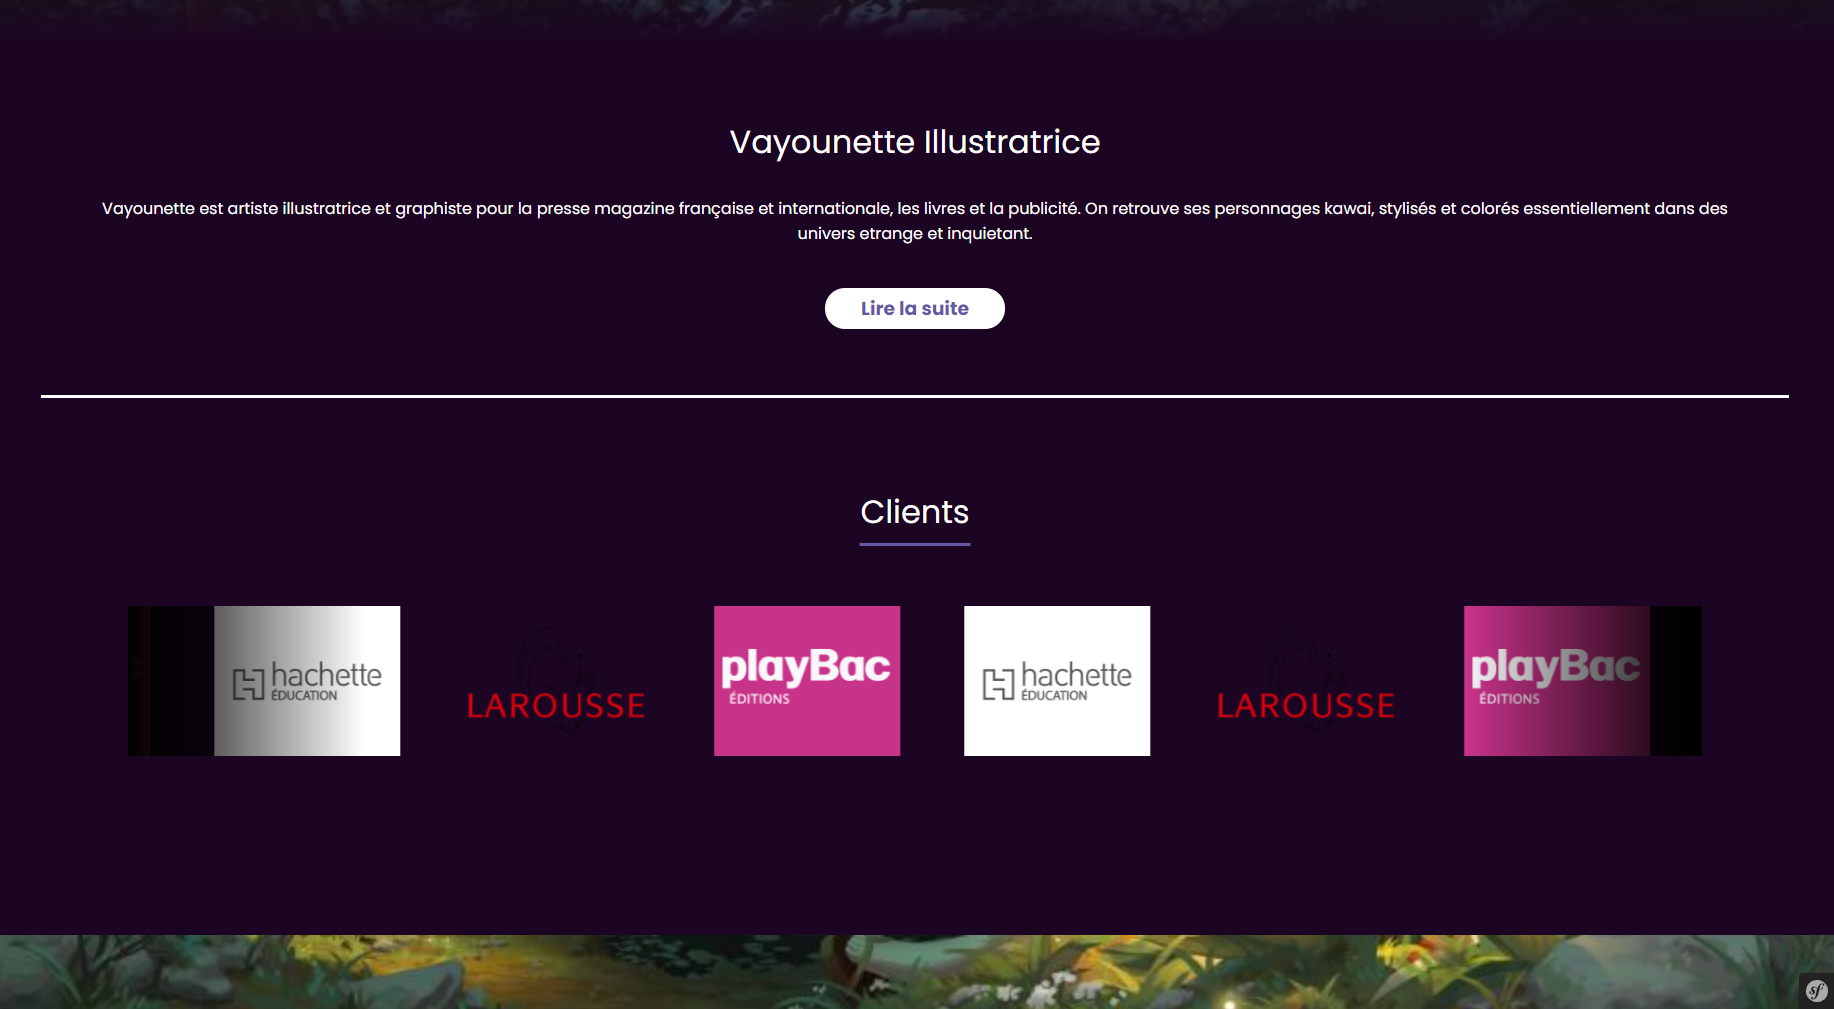 Vayounette Illustratrice
Vayounette est artiste illustratrice et graphiste pour la presse magazine française et internationale, les livres et la publicité. On retrouve ses personnages kawai, stylisés et colorés essentiellement dans des
univers etrange et inquietant.
Lire la suite
Clients
hachette
ÉDUCATION
LAROUSSE
playBac
ÉDITIONS
hachette
ÉDUCATION
LAROUSSE
playBac
ÉDITIONS
sf